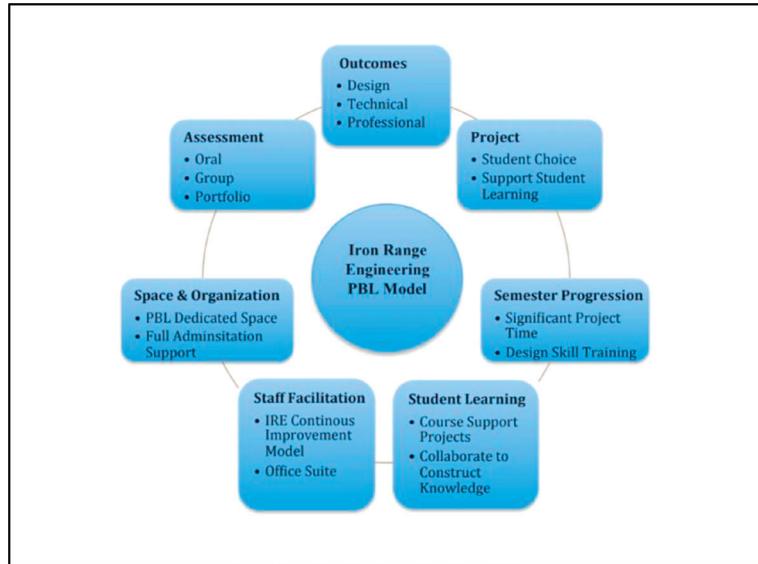 Outcomes
• Design
• Technical
• Professional
Project
• Student Choice
• Support Student
Learning
Semester Progression
• Significant Project
Time
• Design Skill Training
Student Learning
• Course Support
Projects
• Collaborate to
Construct
Knowledge
Staff Facilitation
• IRE Continous
Improvement
Model
• Office Suite
Space & Organization
• PBL Dedicated Space
• Full Adminsitation
Support
Assessment
• Oral
• Group
• Portfolio
Iron Range
Engineering
PBL Model